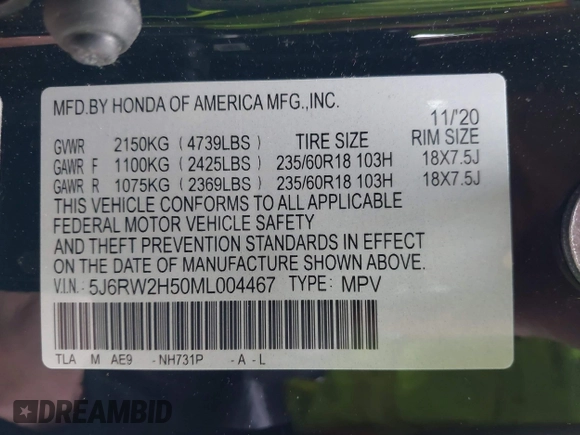 MFD.BY HONDA OF AMERICA MFG.,INC.
11/'20
GVWR 2150KG (4739LBS) TIRE SIZE RIM SIZE
GAWR F 1100KG (2425LBS) 235/60R18 103H 18X7.5J
GAWR R 1075KG (2369LBS) 235/60R18 103H 18X7.5J
THIS VEHICLE CONFORMS TO ALL APPLICABLE
FEDERAL MOTOR VEHICLE SAFETY
AND THEFT PREVENTION STANDARDS IN EFFECT
ON THE DATE OF MANUFACTURE SHOWN ABOVE.
V.I.N.: 5J6RW2H50ML004467 TYPE: MPV
TLA M AE9 -NH731P -A-L
DREAMBID